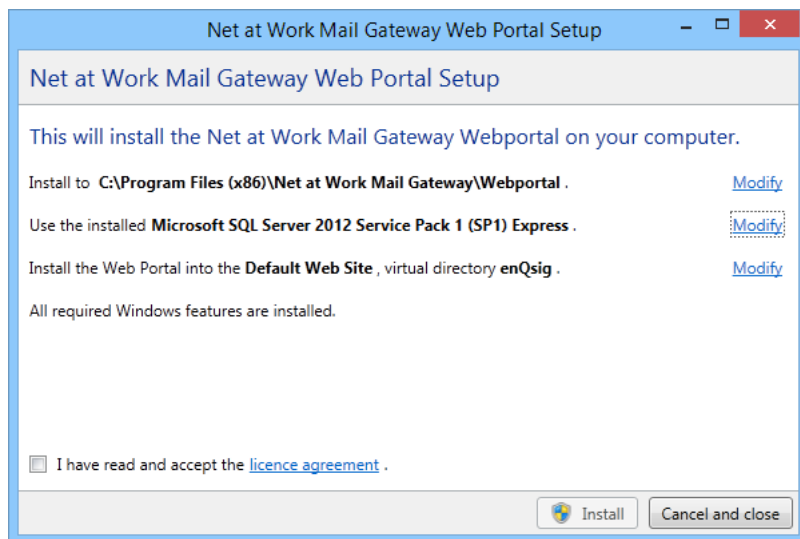 Net at Work Mail Gateway Web Portal Setup
Net at Work Mail Gateway Web Portal Setup
This will install the Net at Work Mail Gateway Webportal on your computer.
Install to C:\Program Files (x86)\Net at Work Mail Gateway\Webportal . Modify
Use the installed Microsoft SQL Server 2012 Service Pack 1 (SP1) Express . Modify
Install the Web Portal into the Default Web Site , virtual directory enQsig . Modify
All required Windows features are installed.
I have read and accept the licence agreement .
Install Cancel and close